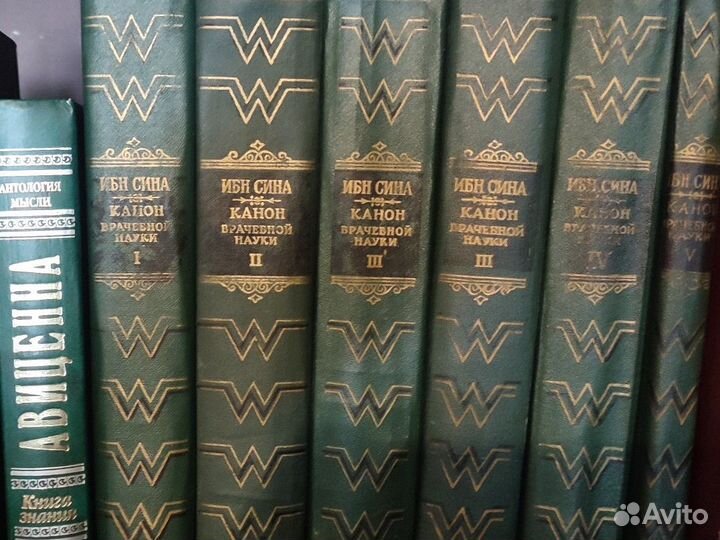 АНТОЛОГИЯ
МЫСЛИ
АВИЦЕННА
Книга
знания
ИБН СИНА
КАНОН
ВРАЧЕБНОЙ
НАУКИ
I
ИБН СИНА
КАНОН
ВРАЧЕБНОЙ
НАУКИ
II
ИБН СИНА
КАНОН
ВРАЧЕБНОЙ
НАУКИ
III
ИБН СИНА
КАНОН
ВРАЧЕБНОЙ
НАУКИ
III
ИБН СИНА
КАНОН
ВРАЧЕБНОЙ
НАУКИ
IV
ИБН СИНА
КАНОН
ВРАЧЕБНОЙ
НАУКИ
V
Avito